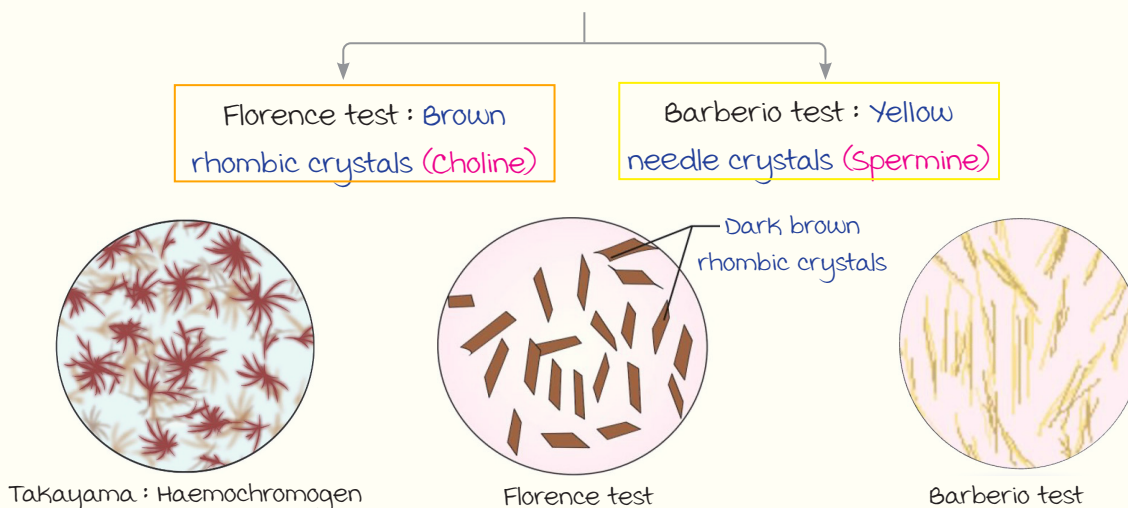 Florence test : Brown
rhombic crystals (Choline)
Barberio test : Yellow
needle crystals (Spermine)
Dark brown
rhombic crystals
Takayama : Haemochromogen
Florence test
Barberio test